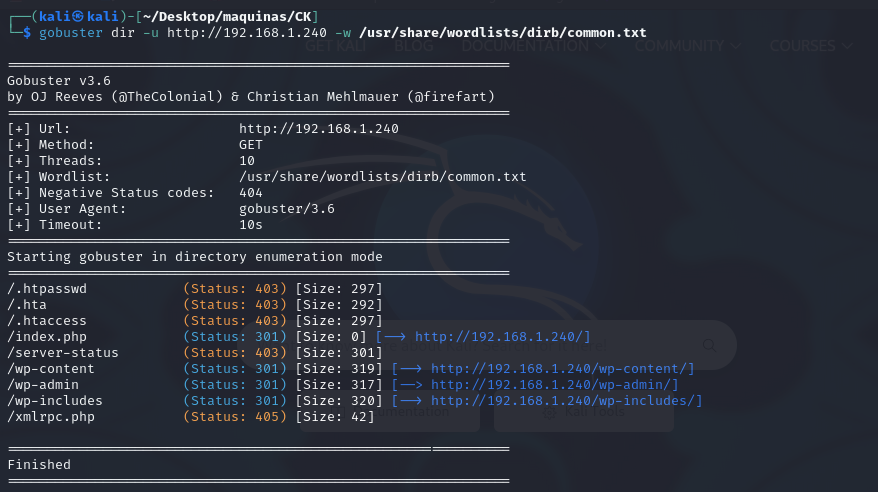 ┌──(kali㉿kali)-[~/Desktop/maquinas/CK]
└─$ gobuster dir -u http://192.168.1.240 -w /usr/share/wordlists/dirb/common.txt
GET KALI BLOG DOCUMENTATION COMMUNITY COURSES
===============================================================
Gobuster v3.6
by OJ Reeves (@TheColonial) & Christian Mehlmauer (@firefart)
===============================================================
[+] Url: http://192.168.1.240
[+] Method: GET
[+] Threads: 10
[+] Wordlist: /usr/share/wordlists/dirb/common.txt
[+] Negative Status codes: 404
[+] User Agent: gobuster/3.6
[+] Timeout: 10s
===============================================================
Starting gobuster in directory enumeration mode
===============================================================
/.htpasswd (Status: 403) [Size: 297]
/.hta (Status: 403) [Size: 292]
/.htaccess (Status: 403) [Size: 297]
/index.php (Status: 301) [Size: 0] [--> http://192.168.1.240/]
/server-status (Status: 403) [Size: 301]
/wp-content (Status: 301) [Size: 319] [--> http://192.168.1.240/wp-content/]
/wp-admin (Status: 301) [Size: 317] [--> http://192.168.1.240/wp-admin/]
/wp-includes (Status: 301) [Size: 320] [--> http://192.168.1.240/wp-includes/]
/xmlrpc.php (Status: 405) [Size: 42]
Kali Tools
===============================================================
Finished
===============================================================